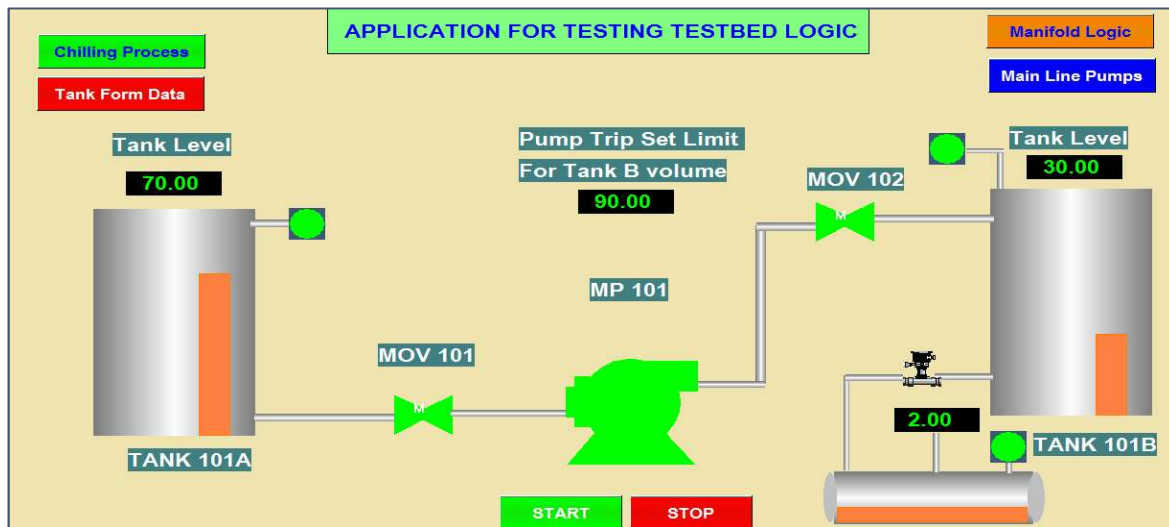 APPLICATION FOR TESTING TESTBED LOGIC
Chilling Process
Tank Form Data
Manifold Logic
Main Line Pumps
Tank Level
70.00
Pump Trip Set Limit
For Tank B volume
90.00
Tank Level
30.00
MOV 102
M
MP 101
MOV 101
M
2.00
TANK 101A
TANK 101B
START
STOP